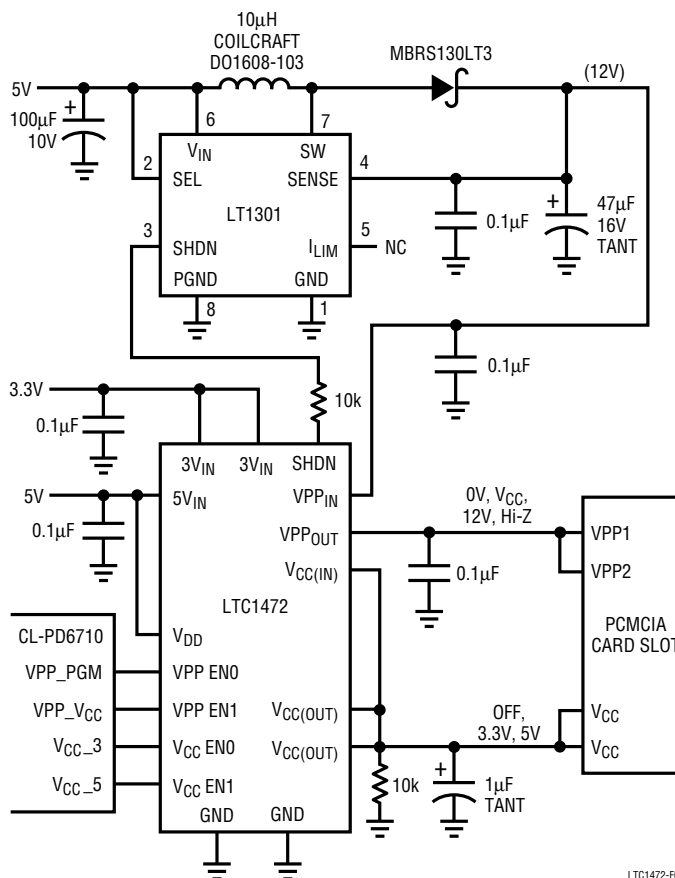 10µH
COILCRAFT
DO1608-103
MBRS130LT3
5V
(12V)
+
100µF
10V
6
7
VIN
SW
2
SEL
SENSE
4
LT1301
0.1µF
+
47µF
16V
TANT
3
SHDN
ILIM
5
NC
PGND
GND
8
1
0.1µF
3.3V
10k
0.1µF
3VIN
3VIN
SHDN
5V
5VIN
VPPIN
0V, VCC,
12V, Hi-Z
0.1µF
VPPOUT
VPP1
VCC(IN)
0.1µF
VPP2
LTC1472
PCMCIA
CARD SLOT
CL-PD6710
VDD
VPP_PGM
VPP EN0
VPP_VCC
VPP EN1
VCC(OUT)
OFF,
3.3V, 5V
VCC
VCC_3
VCC EN0
VCC(OUT)
VCC
VCC_5
VCC EN1
10k
+
1µF
TANT
GND
GND